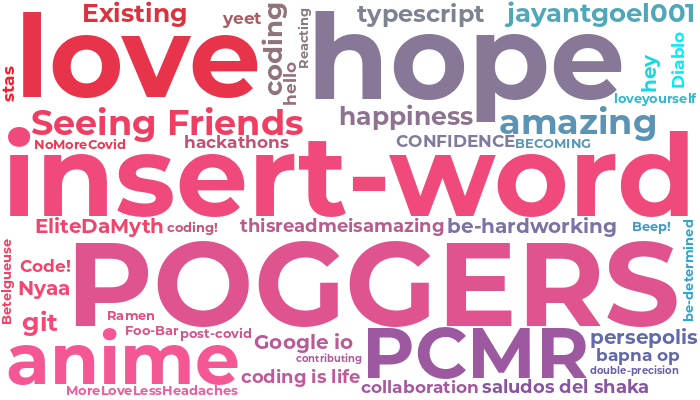 Existing
yeet
coding
Reacting
typescript
jayantgoel001
love
hope
stas
hello
hey
Diablo
loveyourself
Seeing Friends
happiness
amazing
NoMoreCovid
hackathons
CONFIDENCE
BECOMING
insert-word
EliteDaMyth
coding!
thisreadmeisamazing
be-hardworking
Beep!
Betelgueuse
Code!
Nyaa
POGGERS
be-determined
git
Ramen
Foo-Bar
post-covid
Google io
PCMR
persepolis
anime
contributing
bapna op
double-precision
coding is life
MoreLoveLessHeadaches
collaboration
saludos del shaka